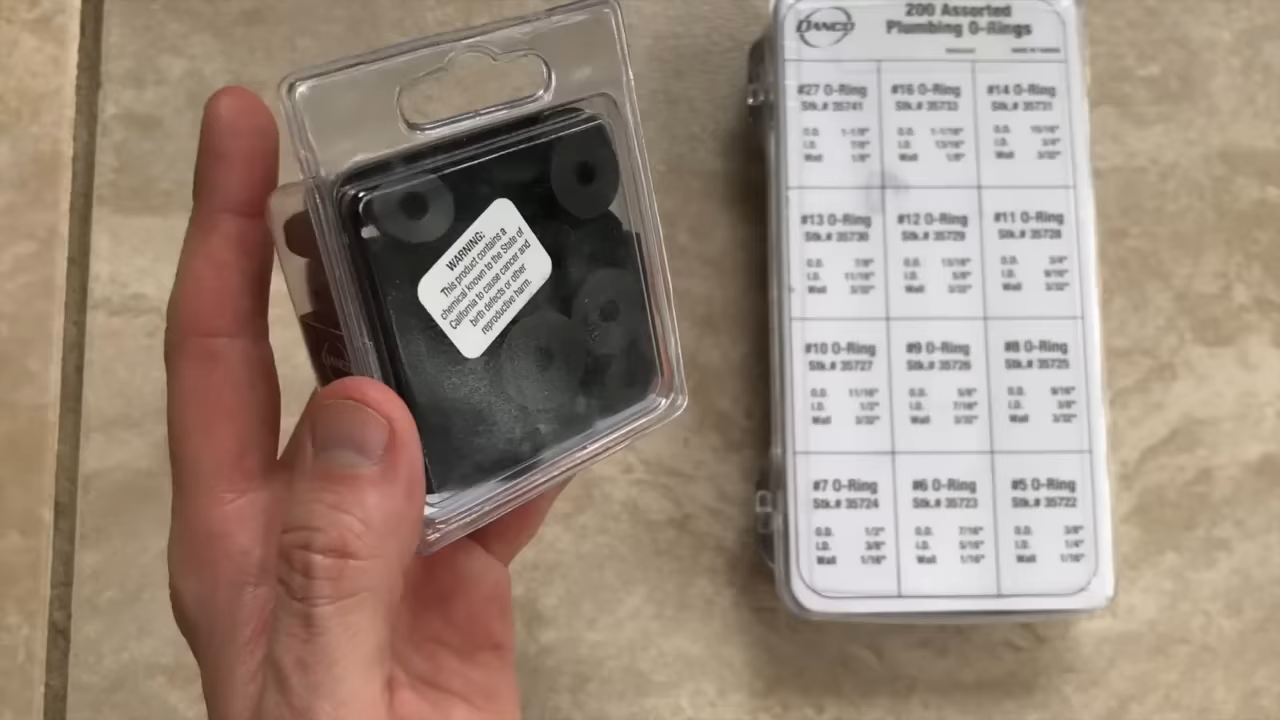 WARNING:
This product contains a
chemical known to the State of
California to cause cancer and
birth defects or other
reproductive harm.
DANCO
200 Assorted
Plumbing O-Rings
#27 O-Ring
Stk.# 35741
O.D. 1-1/8"
I.D. 7/8"
Wall 1/8"
#16 O-Ring
Stk.# 35733
O.D. 1-1/16"
I.D. 13/16"
Wall 1/8"
#14 O-Ring
Stk.# 35731
O.D. 15/16"
I.D. 3/4"
Wall 3/32"
#13 O-Ring
Stk.# 35730
O.D. 7/8"
I.D. 11/16"
Wall 3/32"
#12 O-Ring
Stk.# 35729
O.D. 13/16"
I.D. 5/8"
Wall 3/32"
#11 O-Ring
Stk.# 35728
O.D. 3/4"
I.D. 9/16"
Wall 3/32"
#10 O-Ring
Stk.# 35727
O.D. 11/16"
I.D. 1/2"
Wall 3/32"
#9 O-Ring
Stk.# 35726
O.D. 5/8"
I.D. 7/16"
Wall 3/32"
#8 O-Ring
Stk.# 35725
O.D. 9/16"
I.D. 3/8"
Wall 3/32"
#7 O-Ring
Stk.# 35724
O.D. 1/2"
I.D. 3/8"
Wall 1/16"
#6 O-Ring
Stk.# 35723
O.D. 7/16"
I.D. 5/16"
Wall 1/16"
#5 O-Ring
Stk.# 35722
O.D. 3/8"
I.D. 1/4"
Wall 1/16"